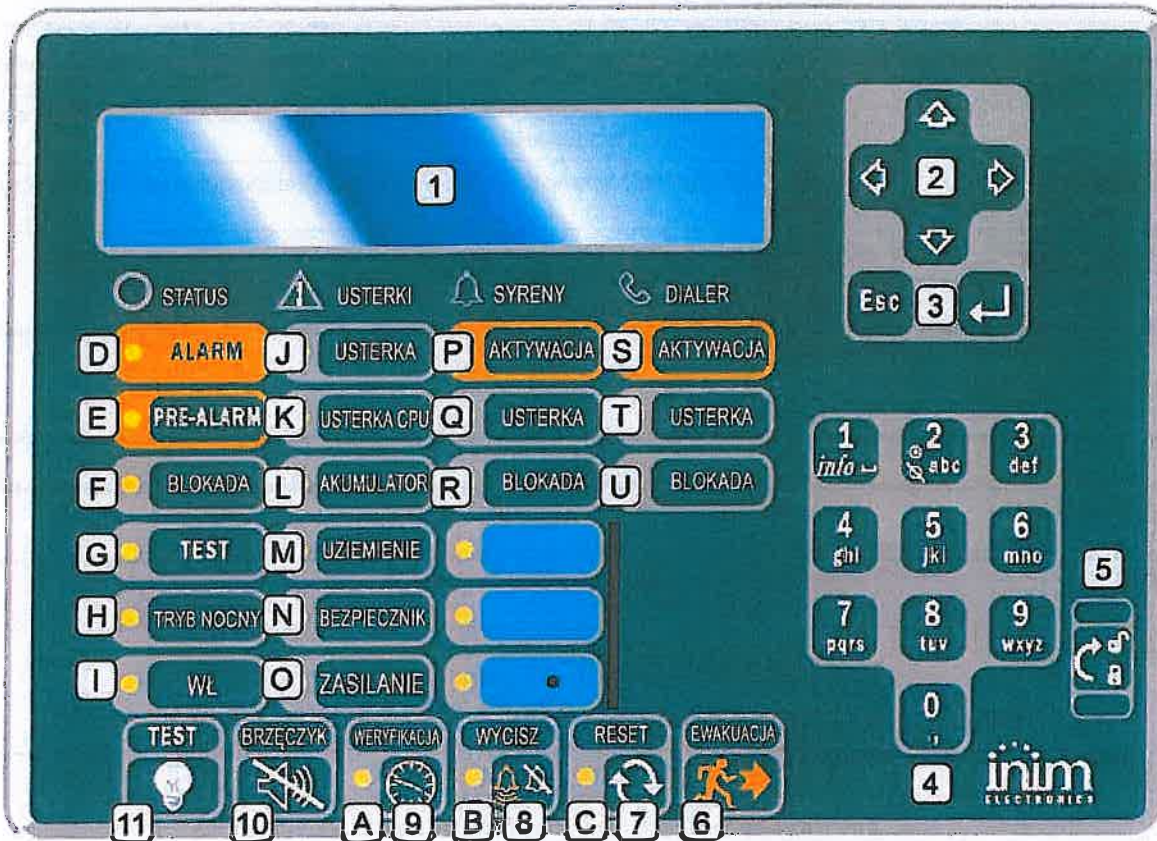 1
2
Esc 3
STATUS USTERKI SYRENY DIALER
D ALARM J USTERKA P AKTYWACJA S AKTYWACJA
E PRE-ALARM K USTERKA CPU Q USTERKA T USTERKA
F BLOKADA L AKUMULATOR R BLOKADA U BLOKADA
G TEST M UZIEMIENIE
H TRYB NOCNY N BEZPIECZNIK
I WŁ O ZASILANIE
1 2 3
info abc def
4 5 6
ghi jkl mno
7 8 9
pqrs tuv wxyz
0
5
TEST BRZĘCZYK WERYFIKACJA WYCISZ RESET EWAKUACJA
11 10 A 9 B 8 C 7 6
4
inim
ELECTRONICS